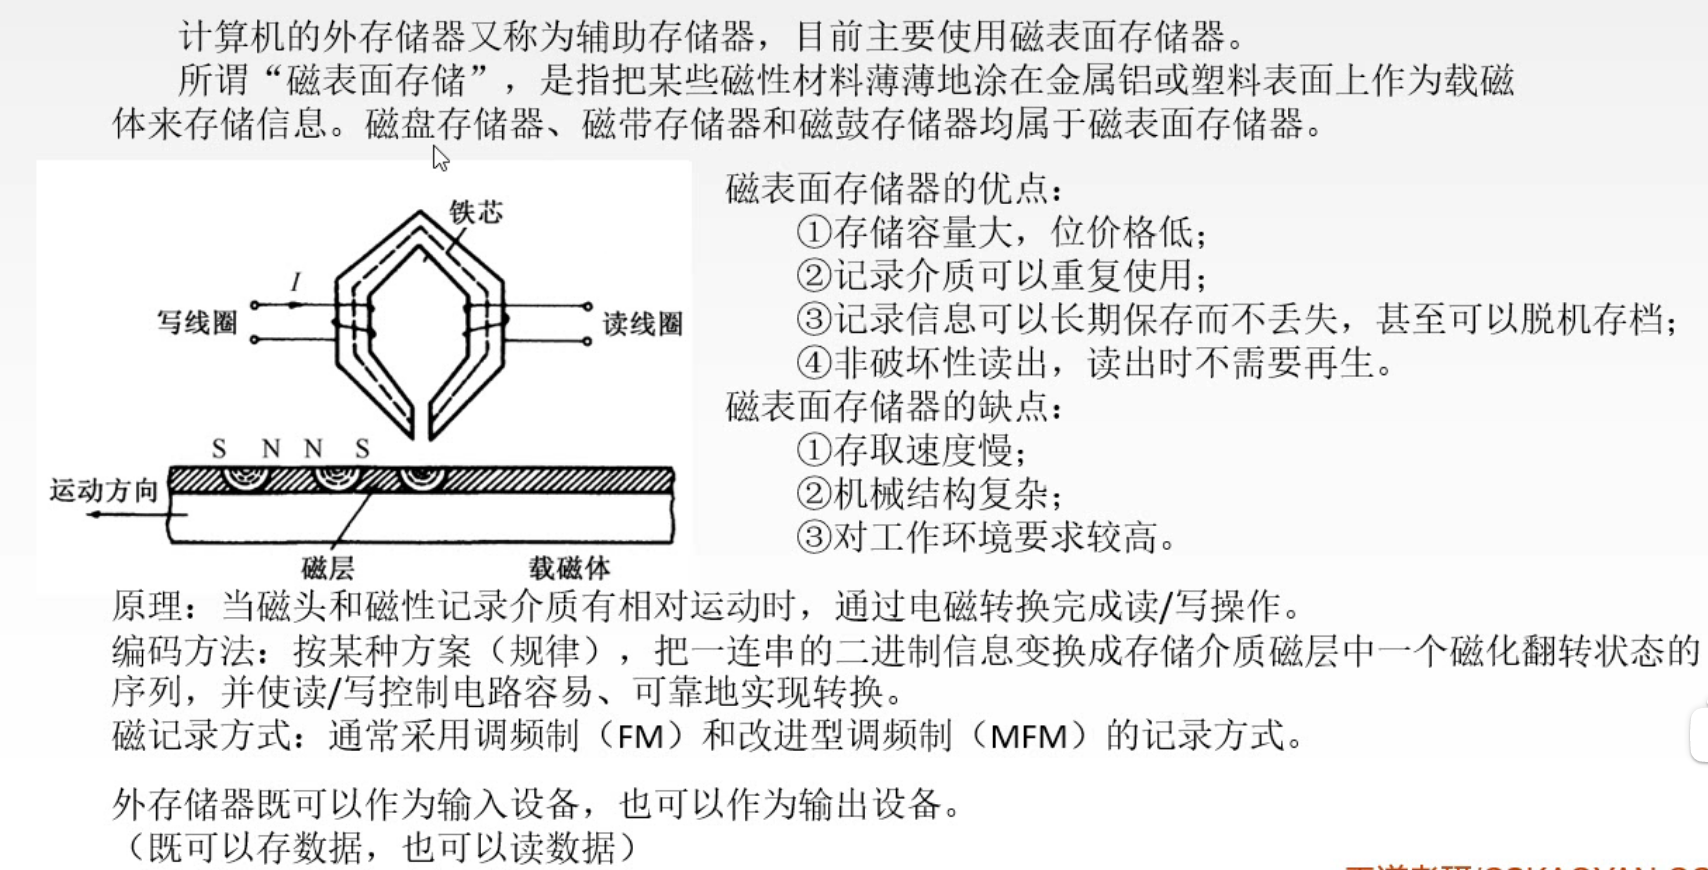 计算机的外存储器又称为辅助存储器，目前主要使用磁表面存储器。
所谓“磁表面存储”，是指把某些磁性材料薄薄地涂在金属铝或塑料表面上作为载磁
体来存储信息。磁盘存储器、磁带存储器和磁鼓存储器均属于磁表面存储器。
铁芯
I
写线圈
读线圈
S N N S
运动方向
磁层
载磁体
磁表面存储器的优点：
①存储容量大，位价格低；
②记录介质可以重复使用；
③记录信息可以长期保存而不丢失，甚至可以脱机存档；
④非破坏性读出，读出时不需要再生。
磁表面存储器的缺点：
①存取速度慢；
②机械结构复杂；
③对工作环境要求较高。
原理：当磁头和磁性记录介质有相对运动时，通过电磁转换完成读/写操作。
编码方法：按某种方案（规律），把一连串的二进制信息变换成存储介质磁层中一个磁化翻转状态的
序列，并使读/写控制电路容易、可靠地实现转换。
磁记录方式：通常采用调频制（FM）和改进型调频制（MFM）的记录方式。
外存储器既可以作为输入设备，也可以作为输出设备。
（既可以存数据，也可以读数据）